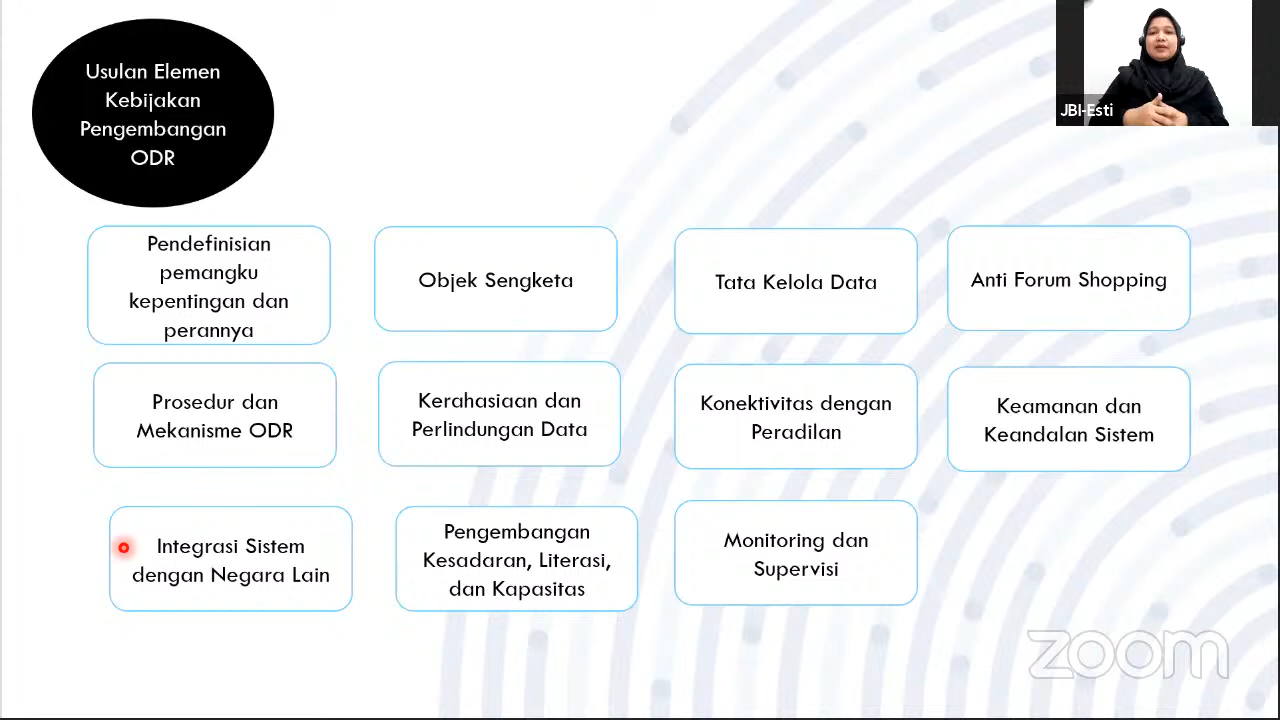 Usulan Elemen
Kebijakan
Pengembangan
ODR
JBI-Esti
Pendefinisian
pemangku
kepentingan dan
perannya
Objek Sengketa
Tata Kelola Data
Anti Forum Shopping
Prosedur dan
Mekanisme ODR
Kerahasiaan dan
Perlindungan Data
Konektivitas dengan
Peradilan
Keamanan dan
Keandalan Sistem
Integrasi Sistem
dengan Negara Lain
Pengembangan
Kesadaran, Literasi,
dan Kapasitas
Monitoring dan
Supervisi
zoom